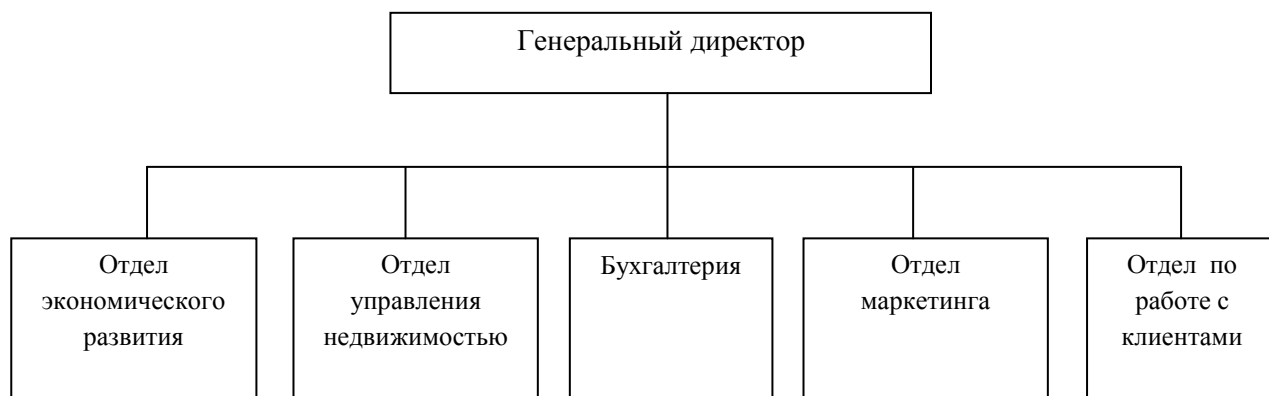 Генеральный директор
Отдел
экономического
развития
Отдел
управления
недвижимостью
Бухгалтерия
Отдел
маркетинга
Отдел по
работе с
клиентами